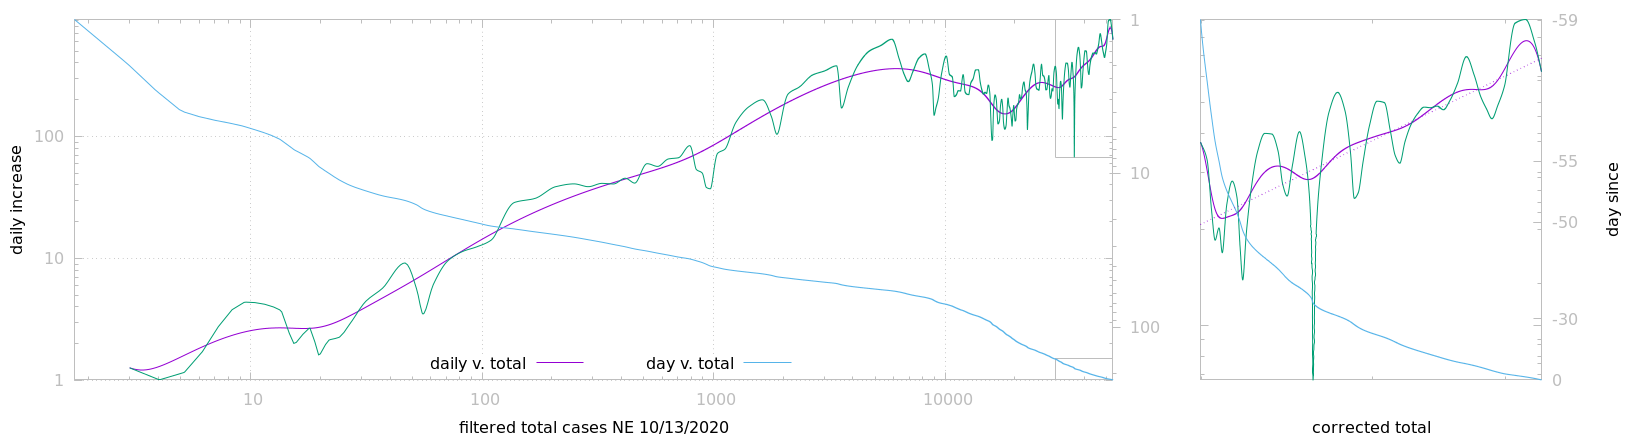 daily increase
100
10
1
10
100
1000
10000
1
10
100
daily v. total
day v. total
filtered total cases NE 10/13/2020
-59
-55
-50
-30
0
day since
corrected total